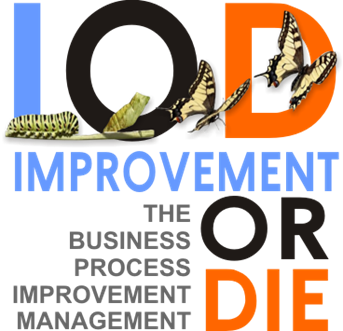 IOD
IMPROVEMENT
THE
BUSINESS
PROCESS
IMPROVEMENT
MANAGEMENT
OR
DIE